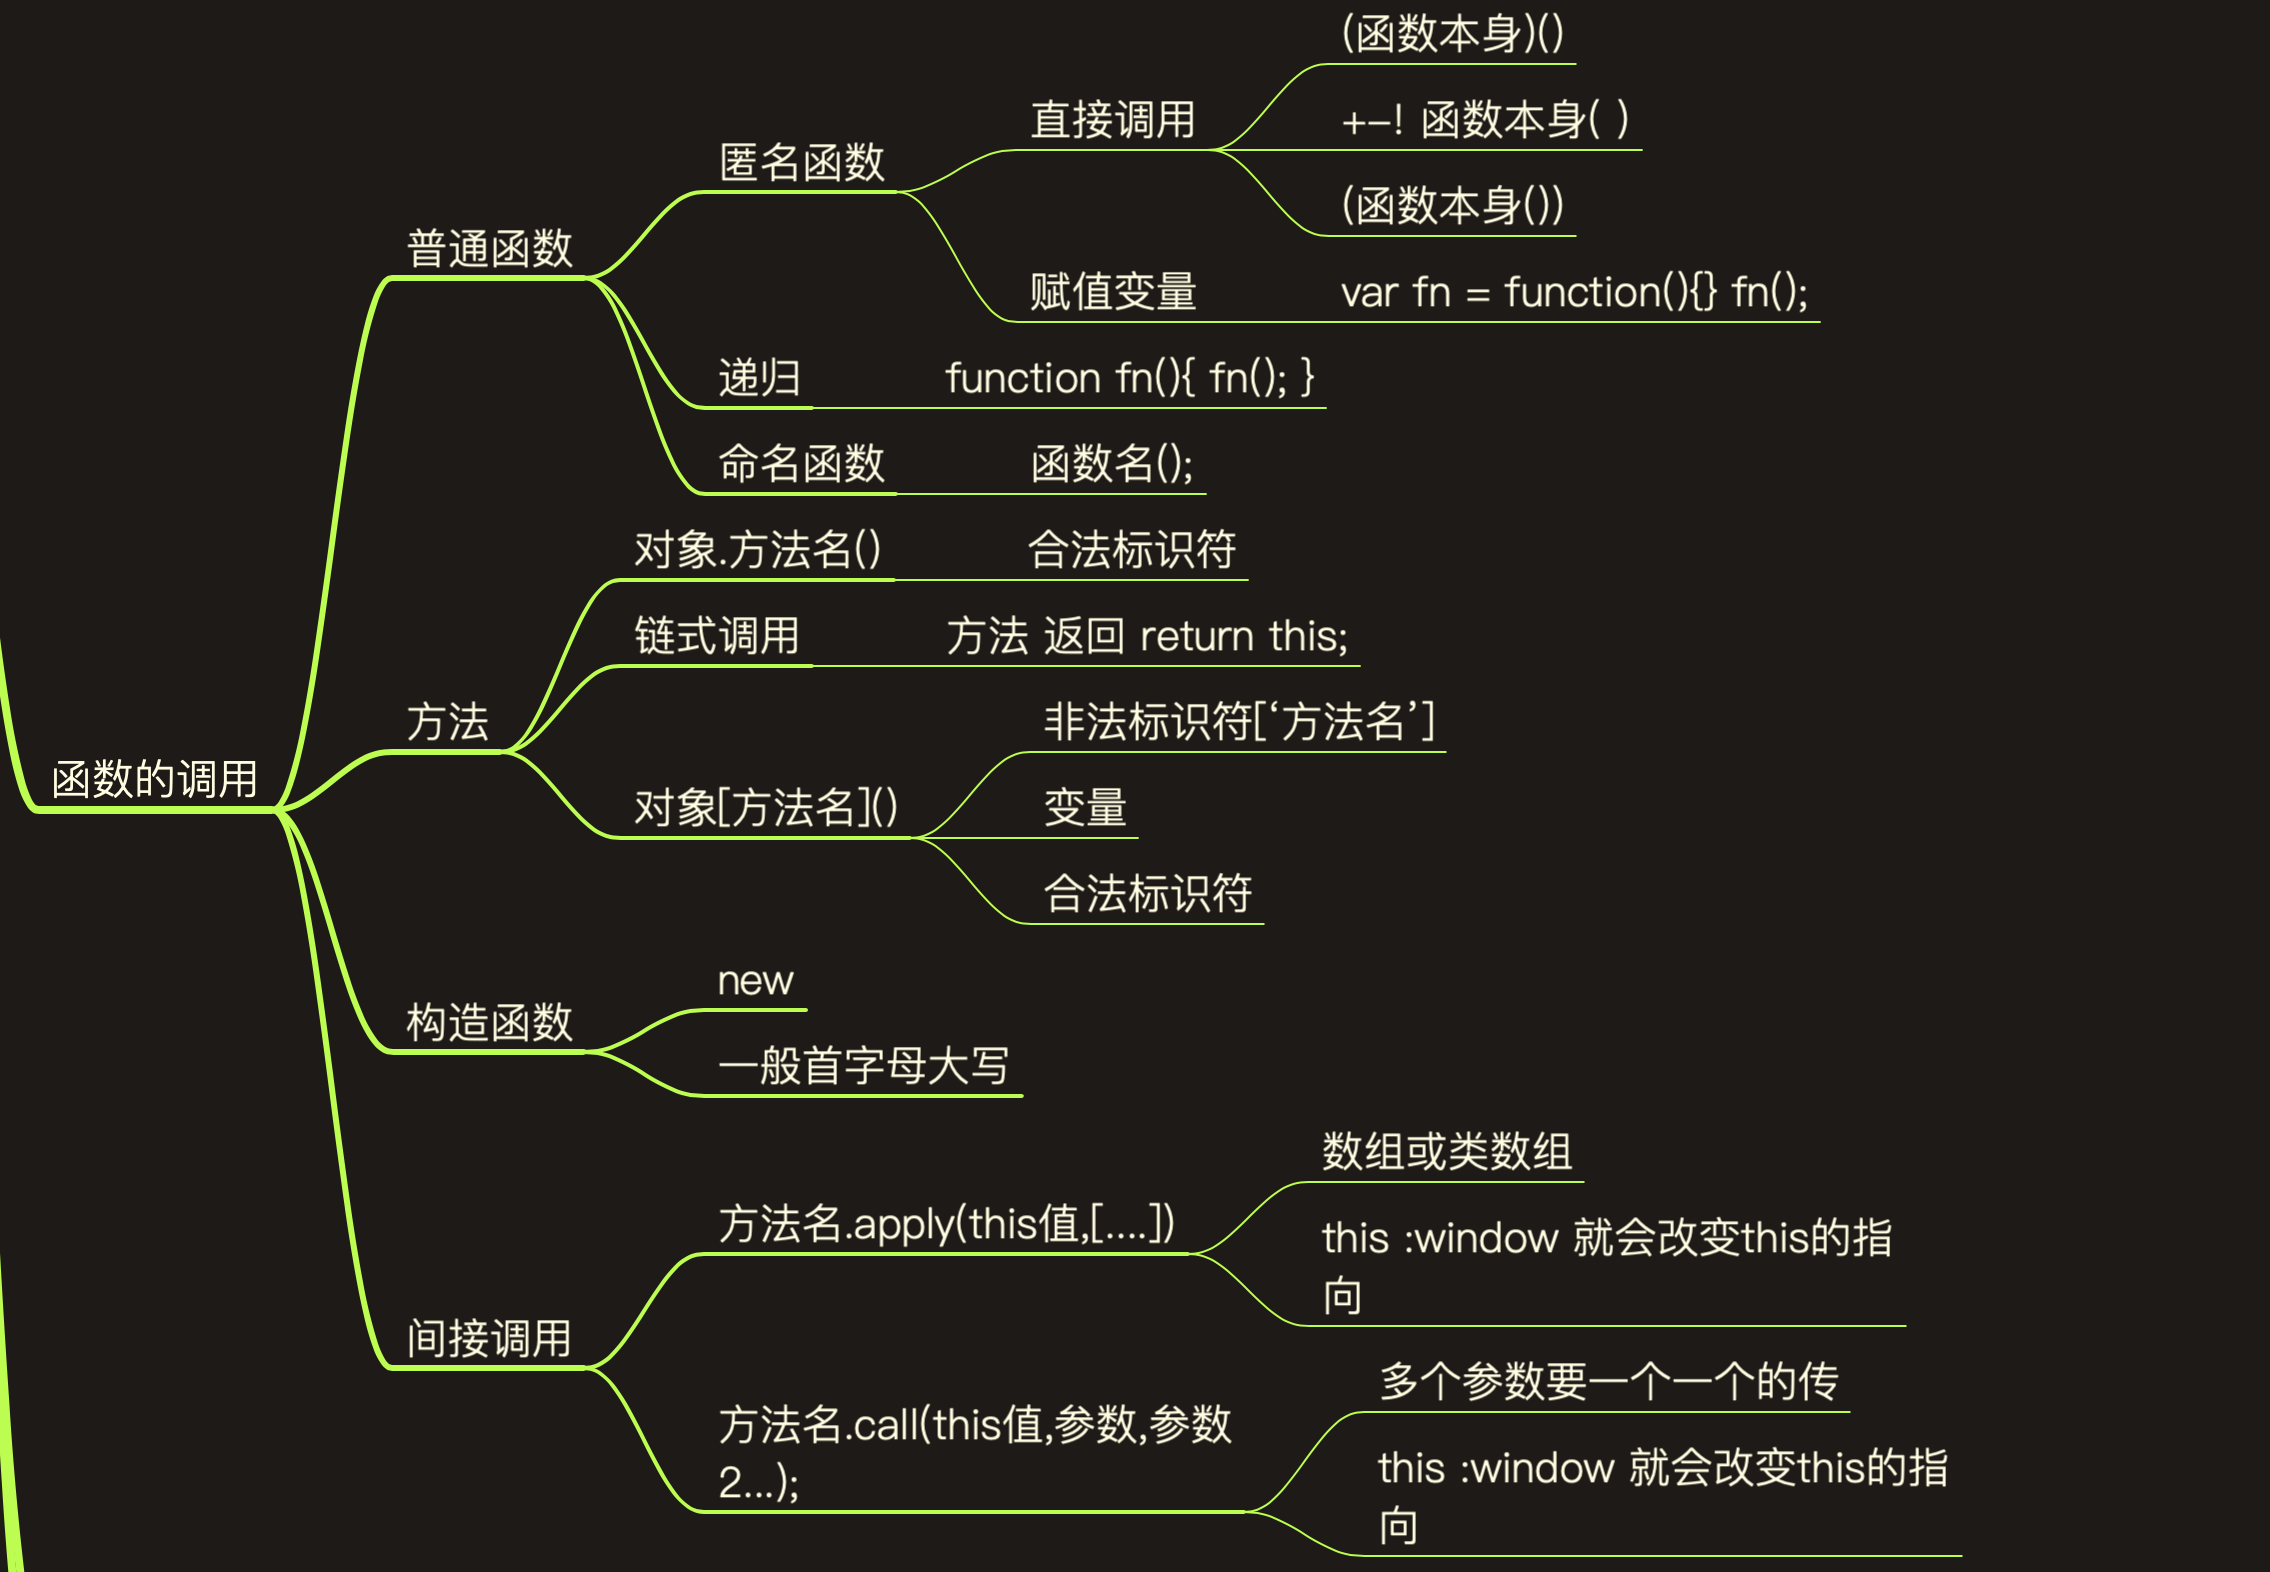 (函数本身)()
+-! 函数本身( )
直接调用
(函数本身())
匿名函数
赋值变量
var fn = function(){} fn();
普通函数
递归
function fn(){ fn(); }
命名函数
函数名();
对象.方法名()
合法标识符
链式调用
方法 返回 return this;
方法
非法标识符[‘方法名’]
对象[方法名]()
变量
合法标识符
函数的调用
new
构造函数
一般首字母大写
数组或类数组
方法名.apply(this值,[....])
this :window 就会改变this的指
向
间接调用
多个参数要一个一个的传
方法名.call(this值,参数,参数
2...);
this :window 就会改变this的指
向